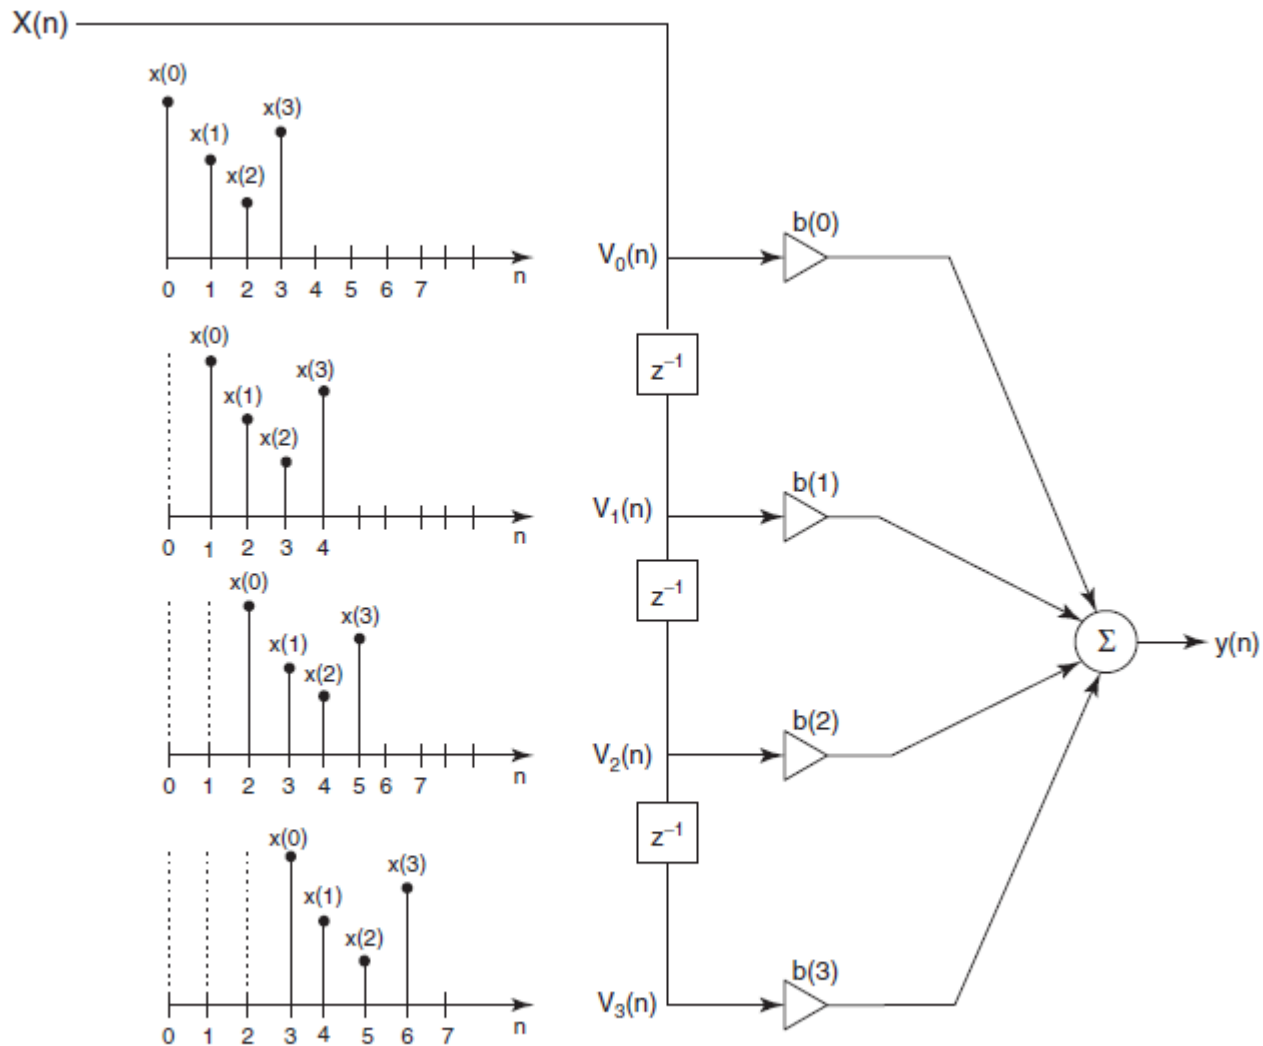 X(n)
x(0)
x(1)
x(2)
x(3)
0 1 2 3 4 5 6 7 n
x(0)
x(1)
x(2)
x(3)
0 1 2 3 4 n
x(0)
x(1)
x(2)
x(3)
0 1 2 3 4 5 6 7 n
x(0)
x(1)
x(2)
x(3)
0 1 2 3 4 5 6 7 n
V₀(n)
b(0)
z⁻¹
V₁(n)
b(1)
z⁻¹
V₂(n)
b(2)
z⁻¹
V₃(n)
b(3)
Σ
y(n)